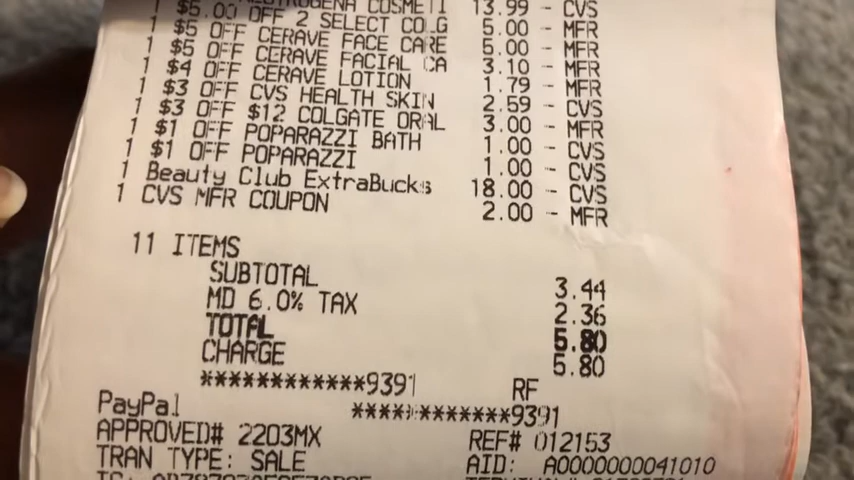 NEUTROGENA COSMETI 13.99 - CVS
1 $5.00 OFF 2 SELECT COLG 5.00 - MFR
1 $5 OFF CERAVE FACE CARE 5.00 - MFR
1 $5 OFF CERAVE FACIAL CA 3.10 - MFR
1 $4 OFF CERAVE LOTION 1.79 - MFR
1 $3 OFF CVS HEALTH SKIN 2.59 - CVS
1 $3 OFF $12 COLGATE ORAL 3.00 - MFR
1 $1 OFF POPARAZZI BATH 1.00 - CVS
1 $1 OFF POPARAZZI 1.00 - CVS
1 Beauty Club ExtraBucks 18.00 - CVS
1 CVS MFR COUPON 2.00 - MFR
11 ITEMS
SUBTOTAL 3.44
MD 6.0% TAX 2.36
TOTAL 5.80
CHARGE 5.80
************9391 RF
PayPal ************9391
APPROVED# 2203MX REF# 012153
TRAN TYPE: SALE AID: A0000000041010